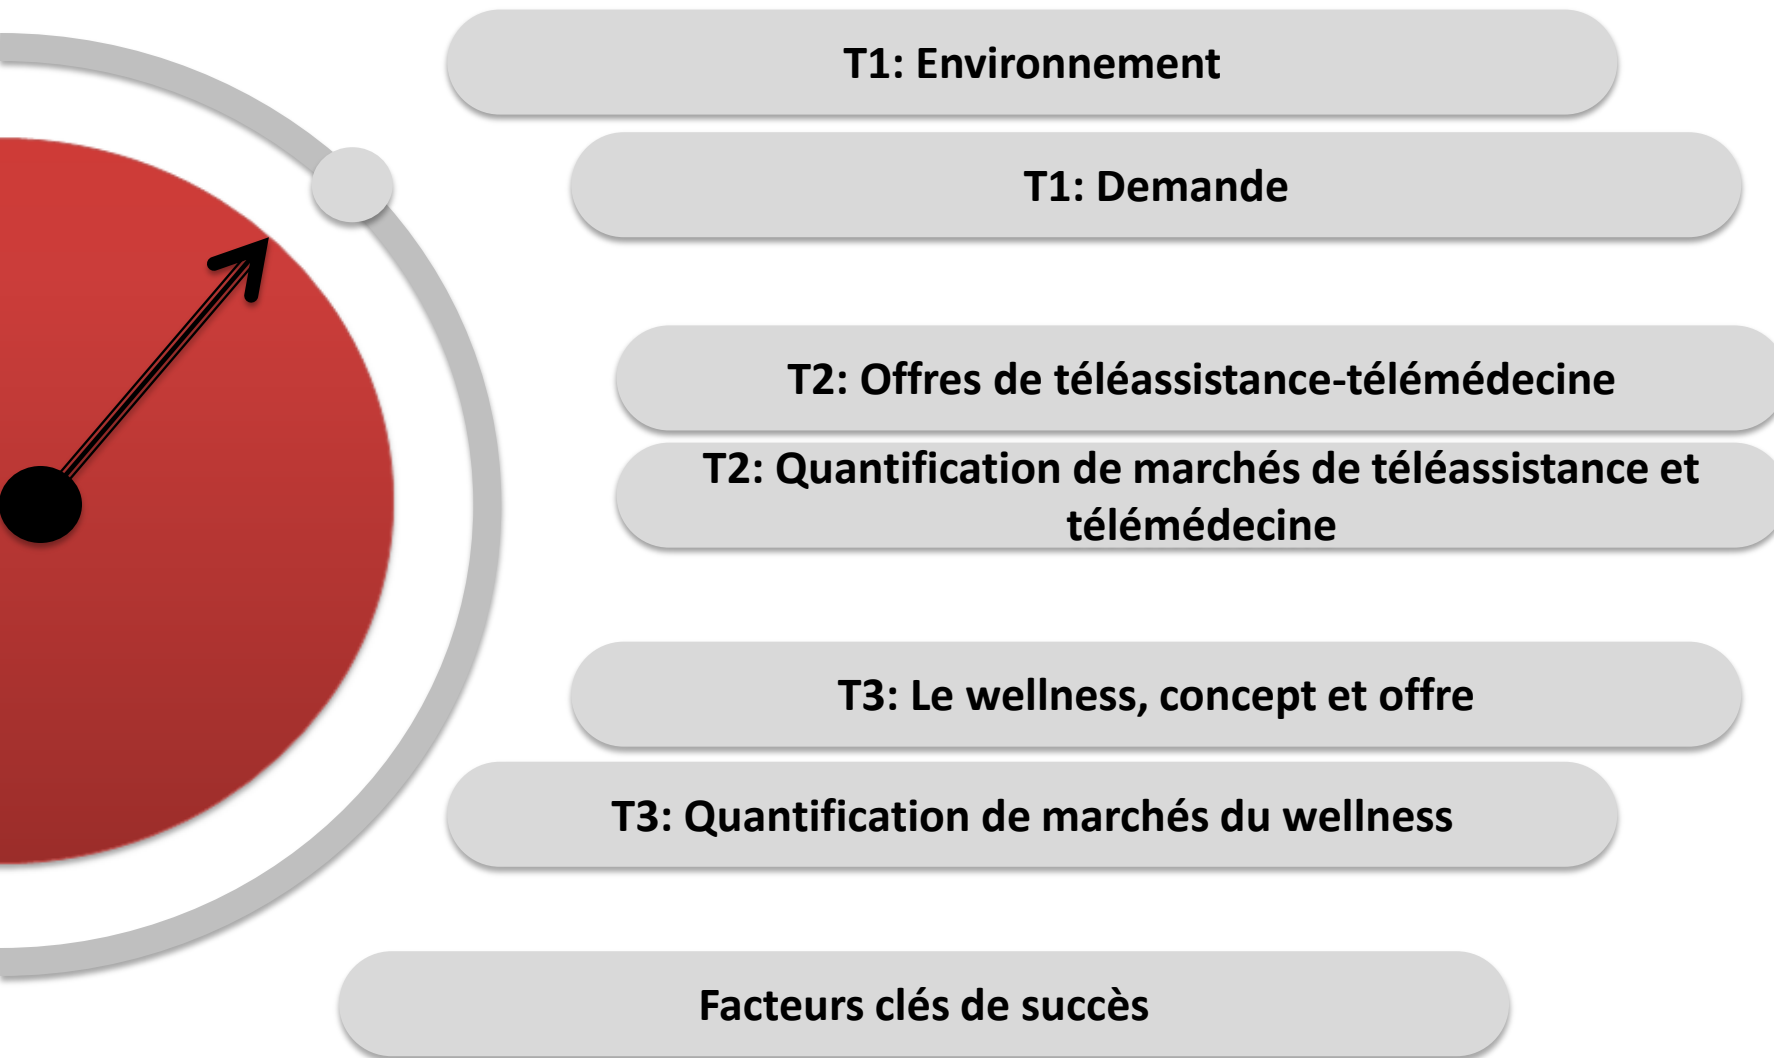 T1: Environnement
T1: Demande
T2: Offres de téléassistance-télémédecine
T2: Quantification de marchés de téléassistance et
télémédecine
T3: Le wellness, concept et offre
T3: Quantification de marchés du wellness
Facteurs clés de succès